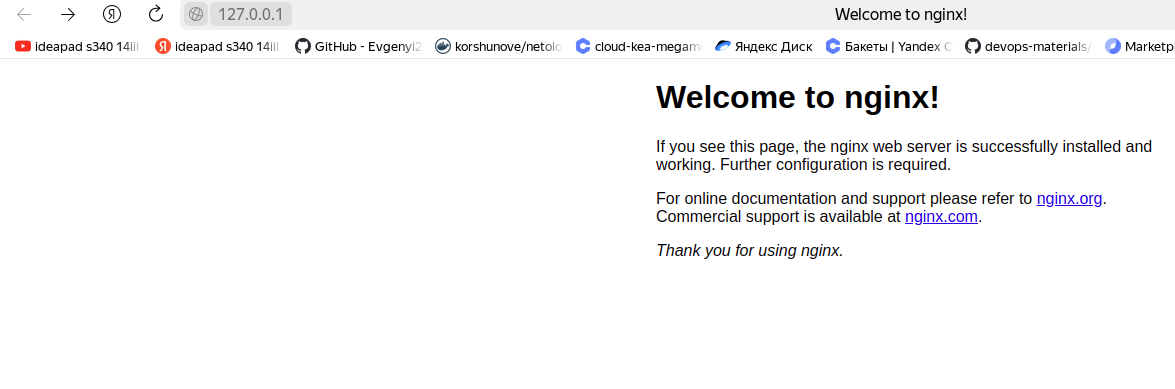 127.0.0.1
Welcome to nginx!
ideapad s340 14iil
ideapad s340 14iil
GitHub - Evgenyi2
korshunove/netolo
cloud-kea-megami
Яндекс Диск
Бакеты | Yandex C
devops-materials/
Marketp
Welcome to nginx!
If you see this page, the nginx web server is successfully installed and
working. Further configuration is required.
For online documentation and support please refer to nginx.org.
Commercial support is available at nginx.com.
Thank you for using nginx.